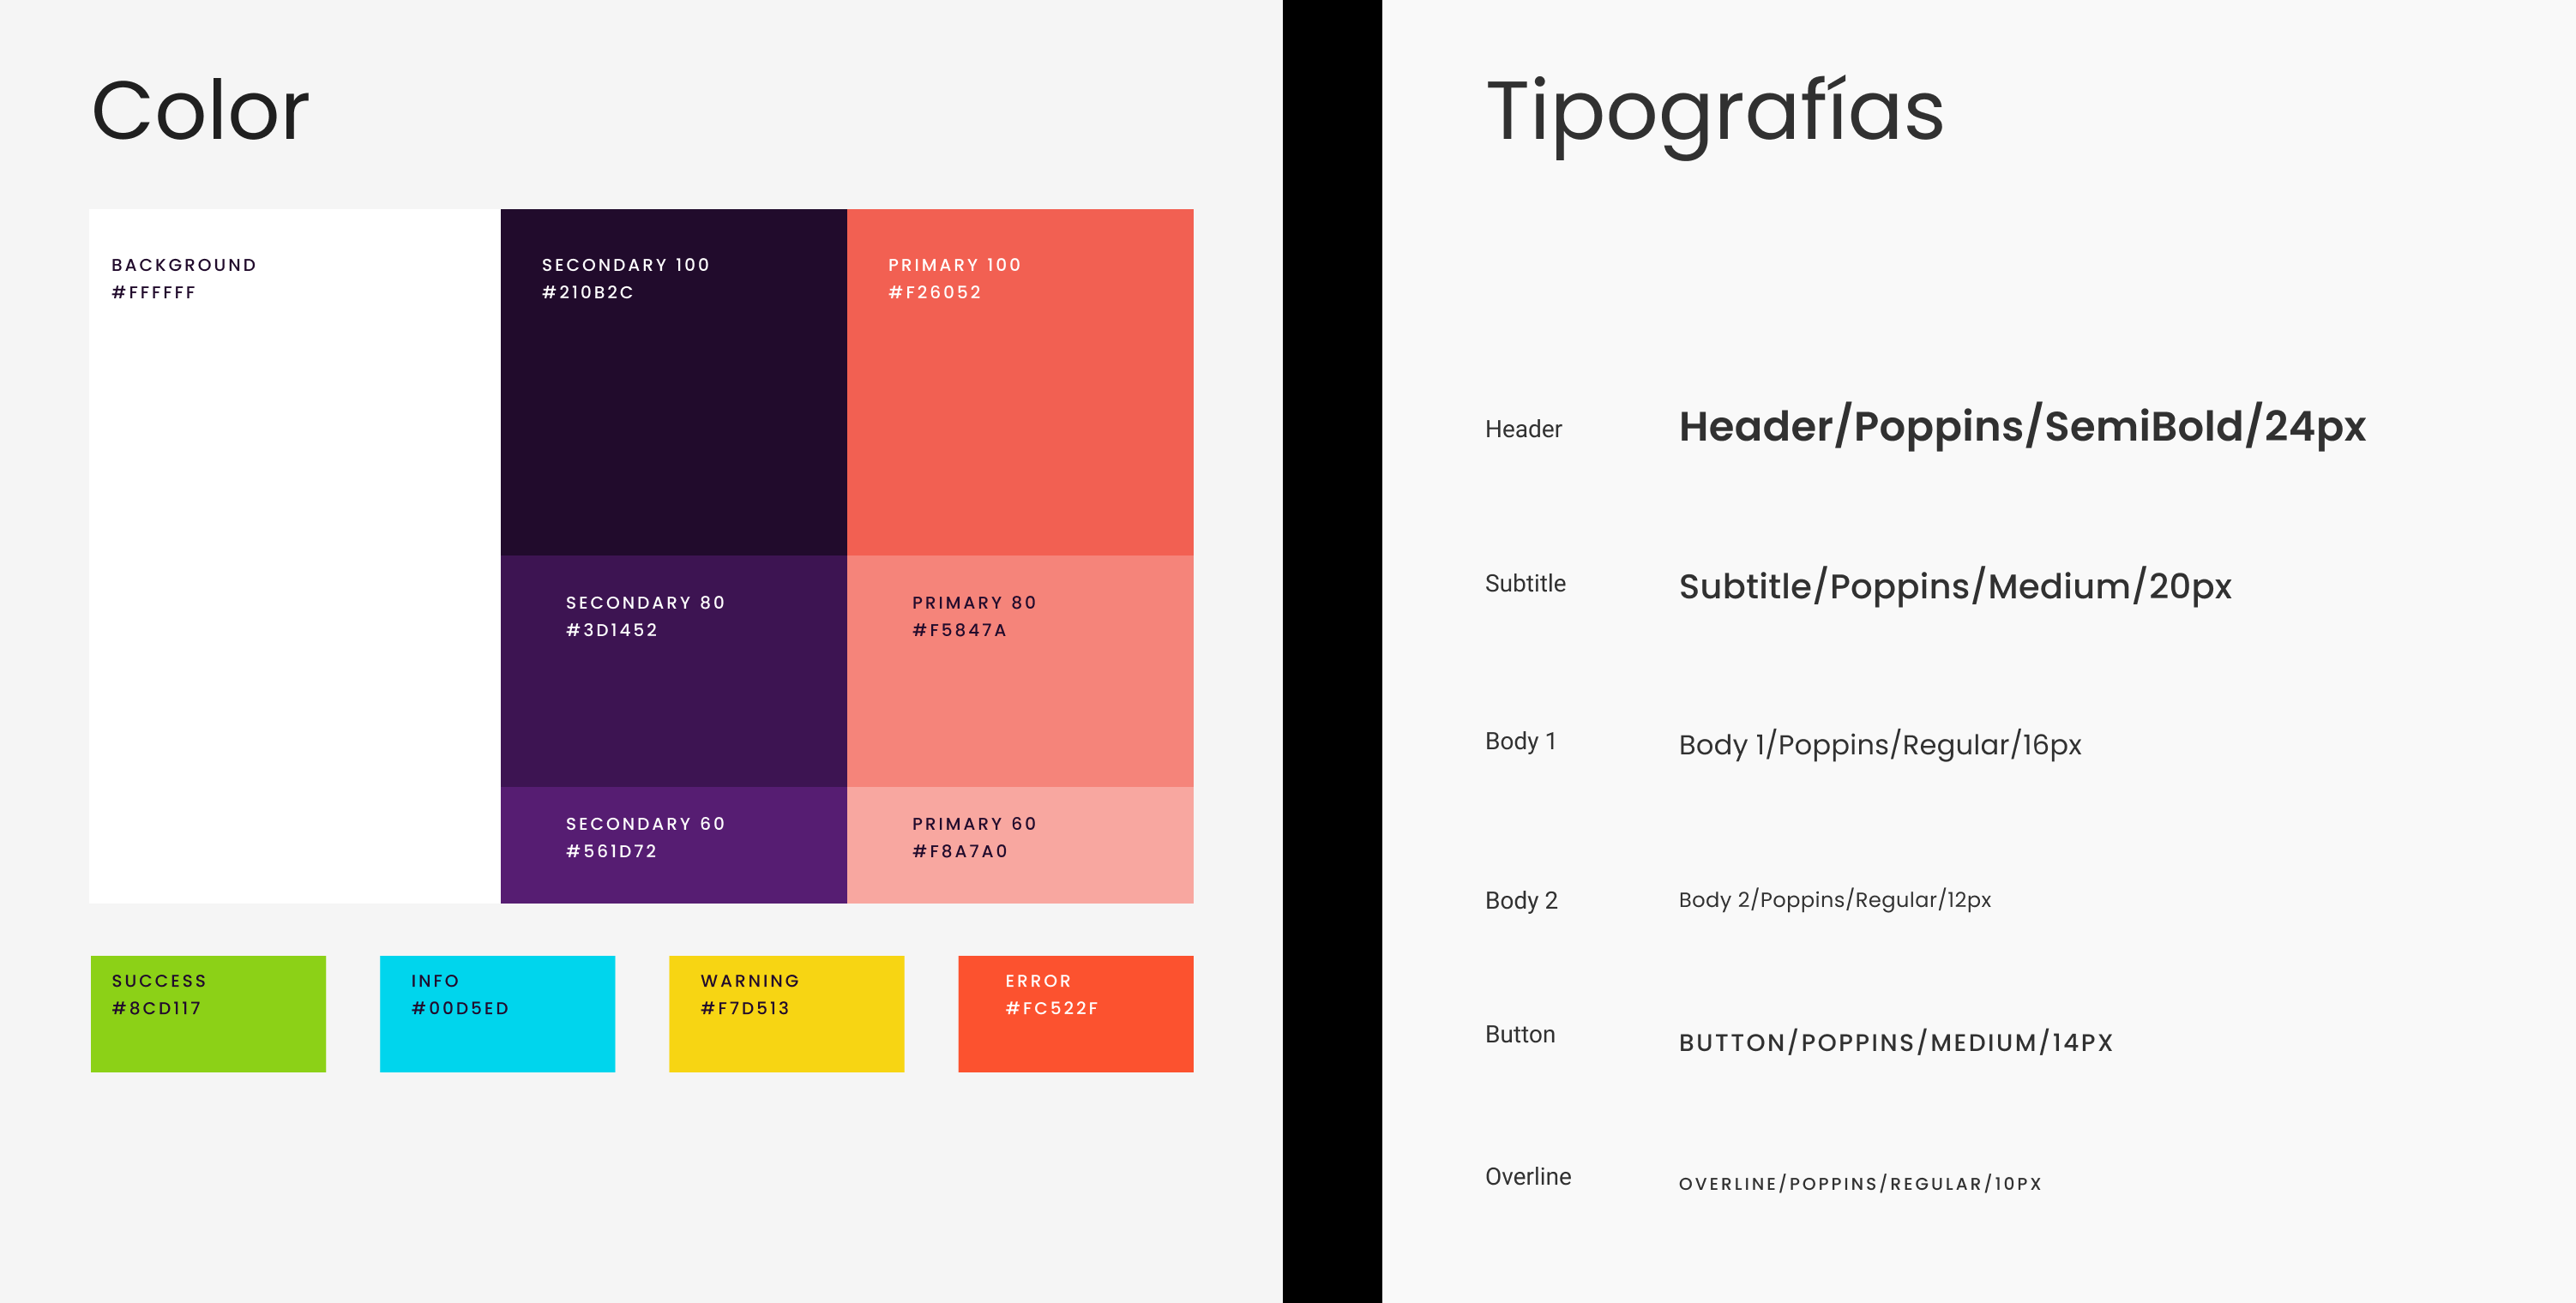 Color
BACKGROUND
#FFFFFF
SECONDARY 100
#210B2C
PRIMARY 100
#F26052
SECONDARY 80
#3D1452
PRIMARY 80
#F5847A
SECONDARY 60
#561D72
PRIMARY 60
#F8A7A0
SUCCESS
#8CD117
INFO
#00D5ED
WARNING
#F7D513
ERROR
#FC522F
Tipografías
Header
Header/Poppins/SemiBold/24px
Subtitle
Subtitle/Poppins/Medium/20px
Body 1
Body 1/Poppins/Regular/16px
Body 2
Body 2/Poppins/Regular/12px
Button
BUTTON/POPPINS/MEDIUM/14PX
Overline
OVERLINE/POPPINS/REGULAR/10PX